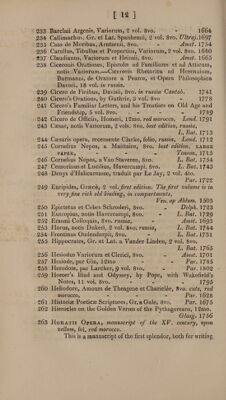 [ 12 ]
233 Barclaii Argenis, Variorum, 2 vol. 8vo. - 1664
234 Callimachus, Gr. et Lat. Spanhemii, 2 vol. 8vo. Ultraj. 1697
235 Cato de Moribus, Arntzenii, 8vo. - Amst. 1754
236 Catullus, Tibullus et Propertius, Variorum, 2 vol. 8vo. 1680
237 Claudianus, Variorum et Heinsii, 8vo. Amst. 1665
238 Ciceronis Orationes, Epistolæ ad Familiares et ad Atticum,
notis Variorum.—Ciceronis Rhetorica ad Herennium,
Barmanni, de Oratore a Pearce, et Opera Philosophica
Davisii, 13 vol. in russia.
239 Cicero de Finibus, Davisii, 8vo. in russia Cantab. 1741
240 Cicero's Orations, by Guthrie, 3 vol. 8vo - 1778
241 Cicero's Familiar Letters, and his Treatise on Old Age and
Friendship, 3 vol. 8vo. - 1789
242 Cicero de Officiis, Homeri, 12mo. red morocco, Lond. 1791
243 Cæsar, notis Variorum, 2 vols. 8vo, best edition, russia,
L. Bat. 1713
244 Cæsaris opera, recensente Clarke, folio, russia, Lond. 1712
245 Cornelius Nepos, a Maittaire, 8vo. best edition, LARGE
PAPER, - Tonson, 1715
246 Cornelius Nepos, a Van Staveren, 8vo. L. Bat. 1734
247 Censorinus et Lucilius, Havercampi, 8vo. L. Bat. 1743
248 Denys d'Halicarnasse, traduit par Le Jay, 2 vol. 4to.
Par. 1722
249 Euripides, Græcè, 2 vol. first edition. The first volume is in
very fine rich old binding, in compartments,
Ven. ap Aldum. 1503
250 Epictetus et Cebes Schroderi, 8vo. Delph. 1723
251 Eutropius, notis Havercampi, 8vo. - L. Bat. 1729
252 Erasmi Colloquia, 8vo. russia, Amst. 1693
253 Florus, notis Dukeri, 2 vol. 8vo, russia, L. Bat. 1744
254 Frontinus Oudendorpii, 8vo. L. Bat. 1731
255 Hippocrates, Gr. et Lat. a Vander Linden, 2 vol. 8vo.
L. Bat. 1765
256 Hesiodus Variorum et Clerici, 8vo. Amst. 1701
257 Hesiode, par Gin, 12mo - Par. 1785
258 Herodote, par Larcher, 9 vol. 8vo. Par. 1802
259 Homer's Iliad and Odyssey, by Pope, with Wakefield's
Notes, 11 vol. 8vo. - 1795
260 Heliodore, Amours de Theagene et Chariclée, 8vo. cuts, red
morocco, - Par. 1628
261 Historiæ Poeticæ Scriptores, Gr. a Gale, 8vo. Par. 1675
262 Hierocles on the Golden Verses of the Pythagoreans, 12mo.
Glasg. 1756
263 HORATII OPERA, manuscript of the XV. century, upon
vellum, fol. red morocco.
This is a manuscript of the first splendor, both for writing